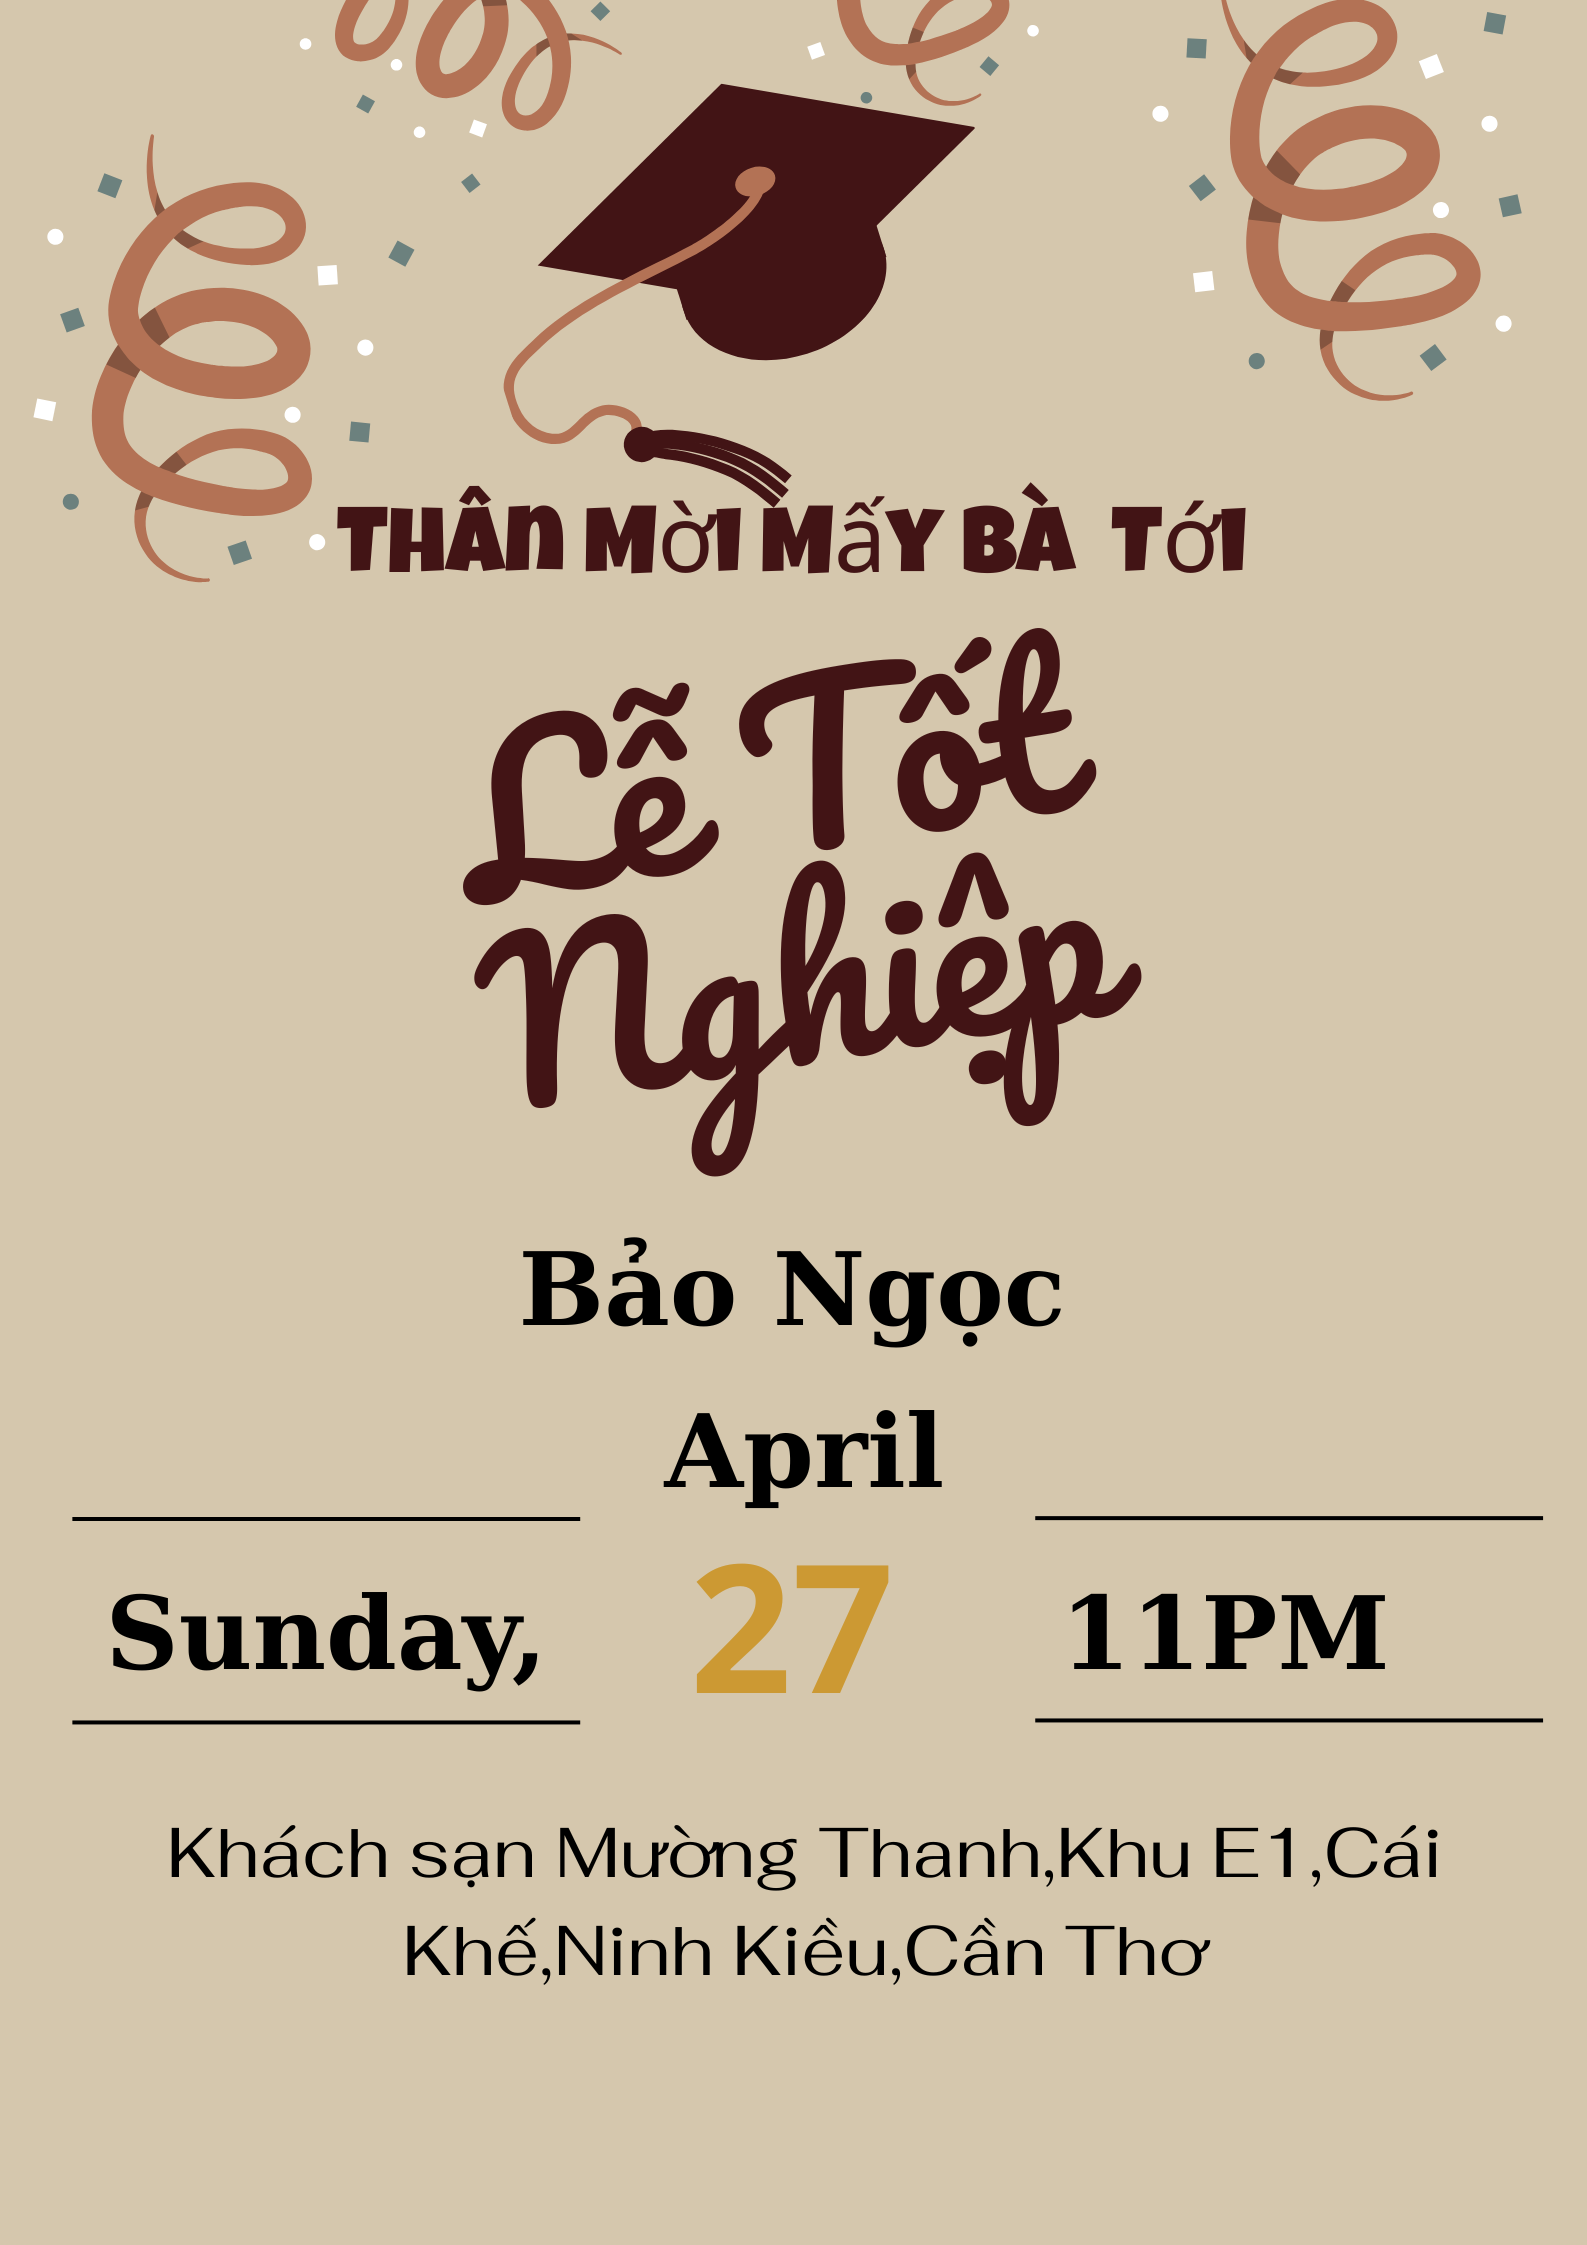 THÂN MỜI MẤY BÀ TỚI
Lễ Tốt
Nghiệp
Bảo Ngọc
April
Sunday, 27 11PM
Khách sạn Mường Thanh,Khu E1,Cái
Khế,Ninh Kiều,Cần Thơ